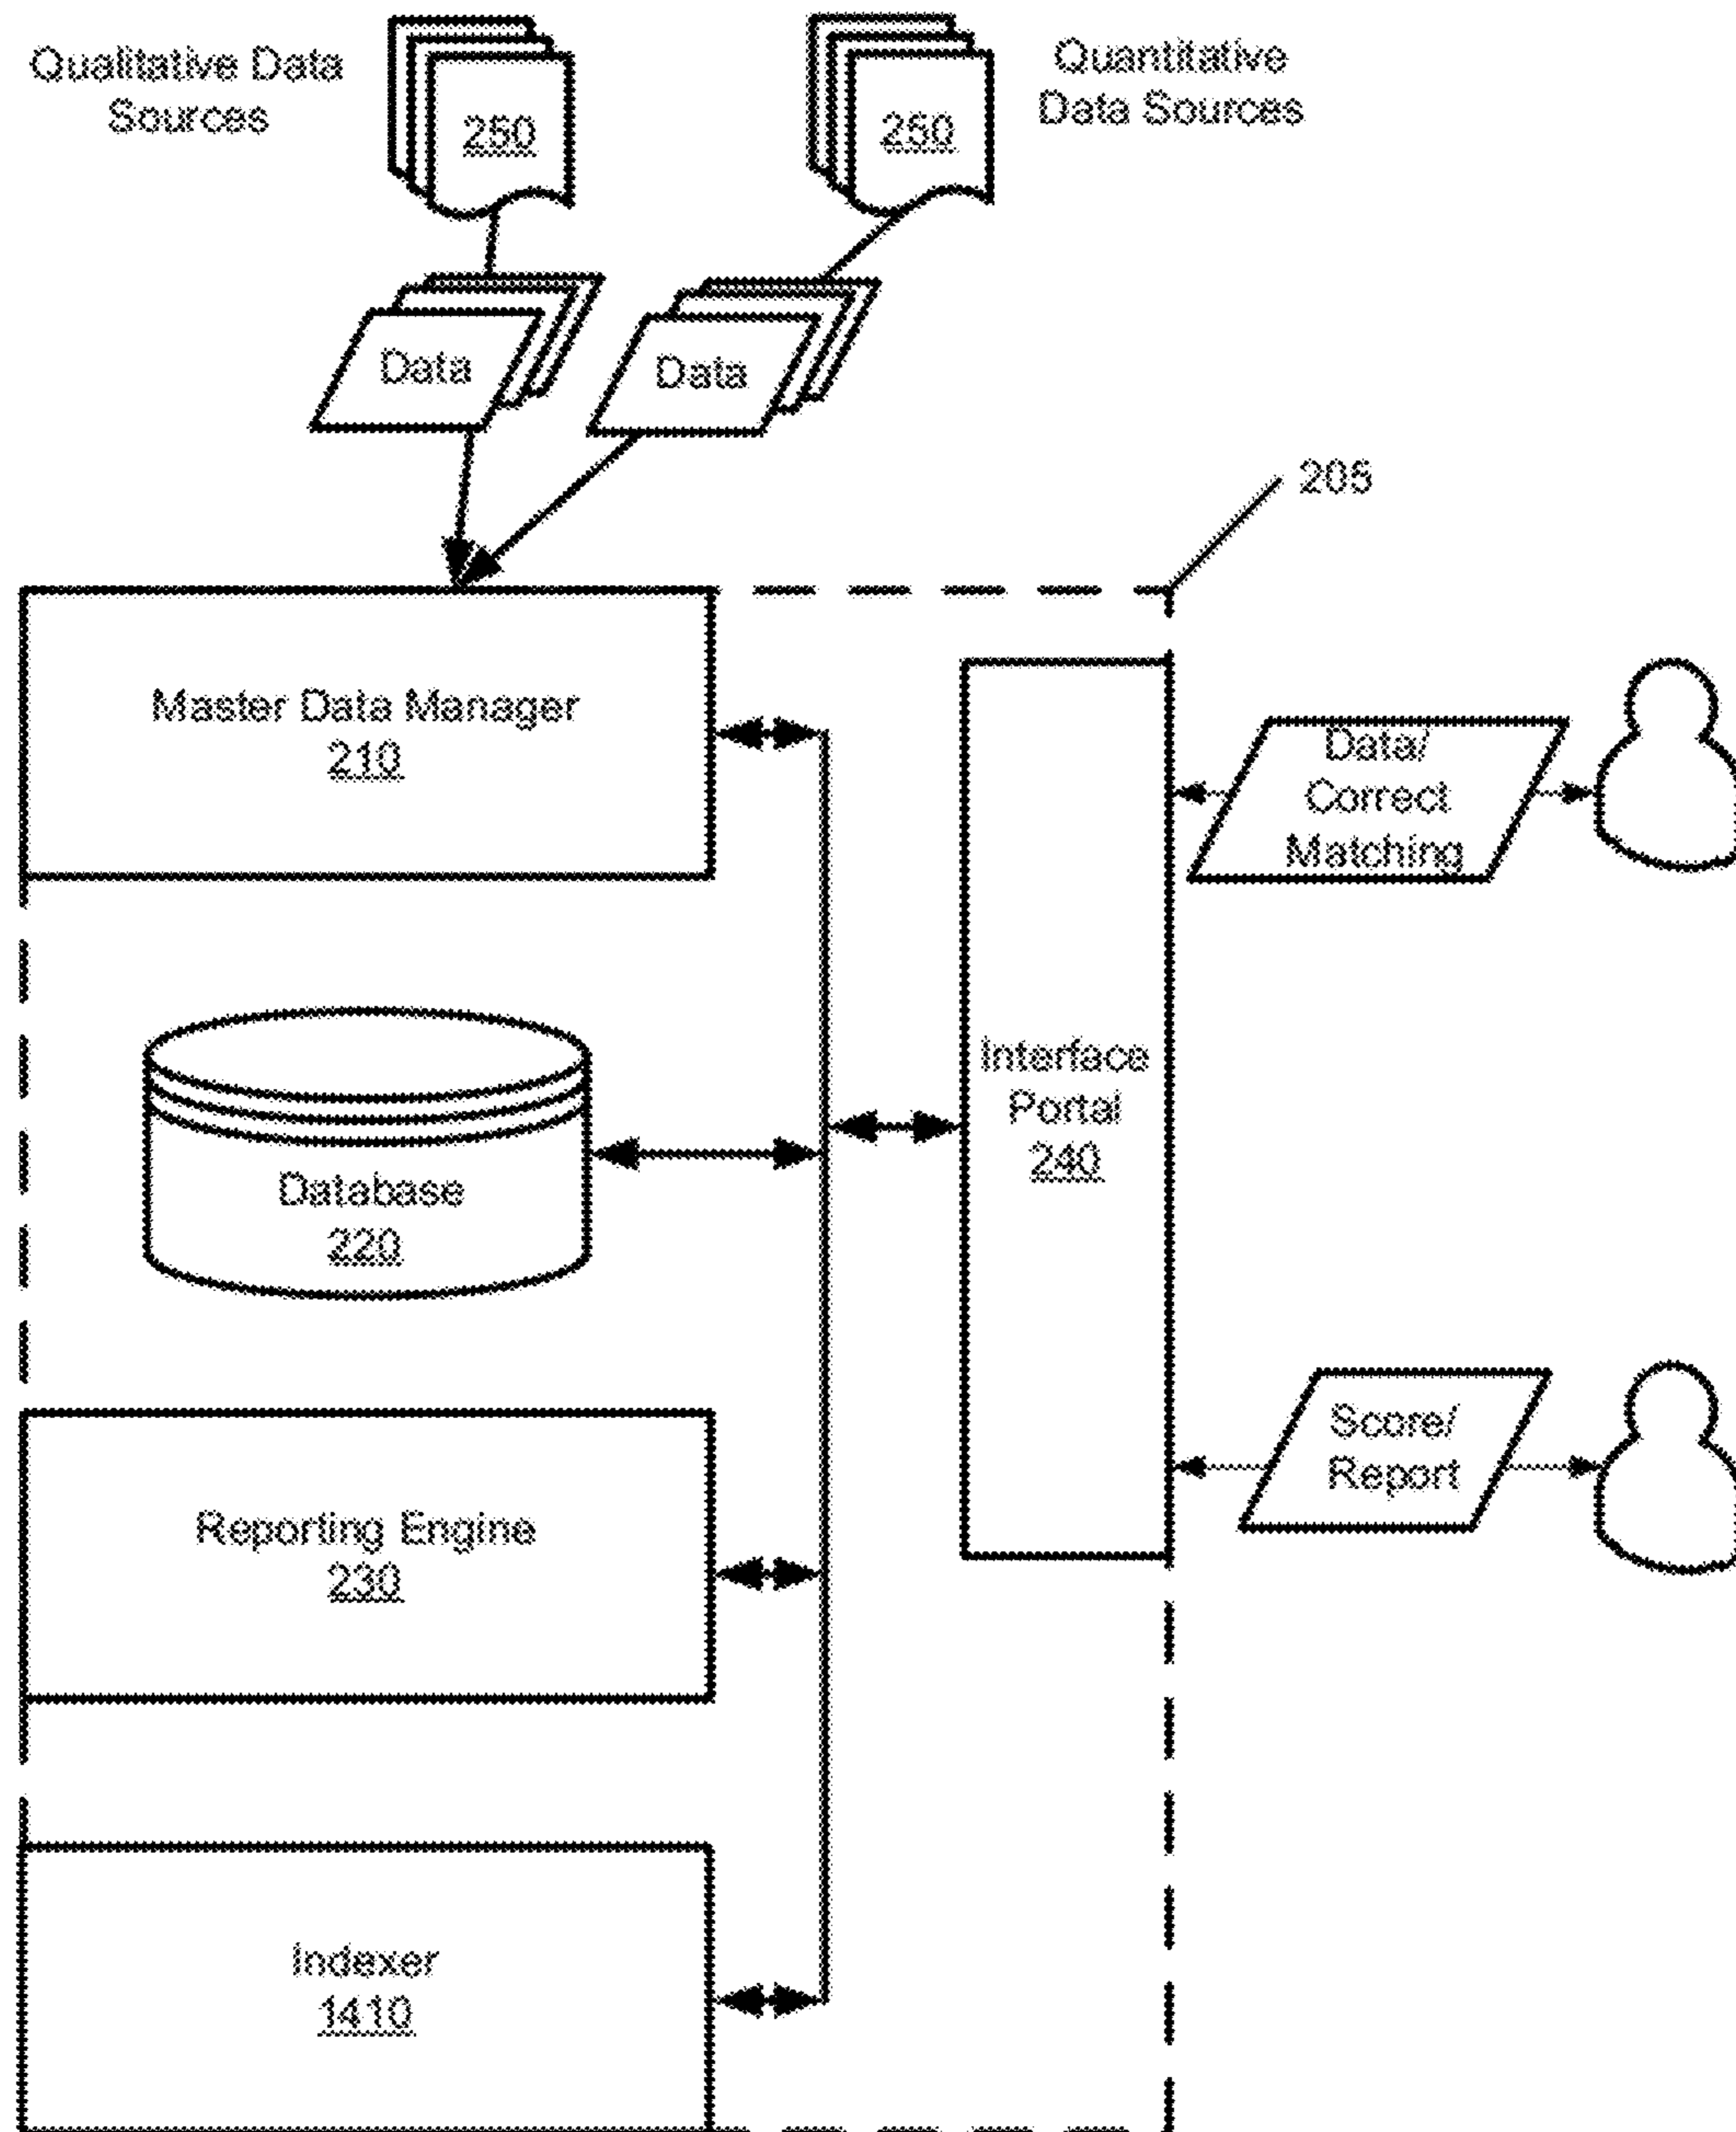 Qualitative Data
Sources
250
250
Quantitative
Data Sources
Data
Data
205
Master Data Manager
210
Data/
Correct
Matching
Interface
Portal
240
Database
220
Score/
Report
Reporting Engine
230
Indexer
1410